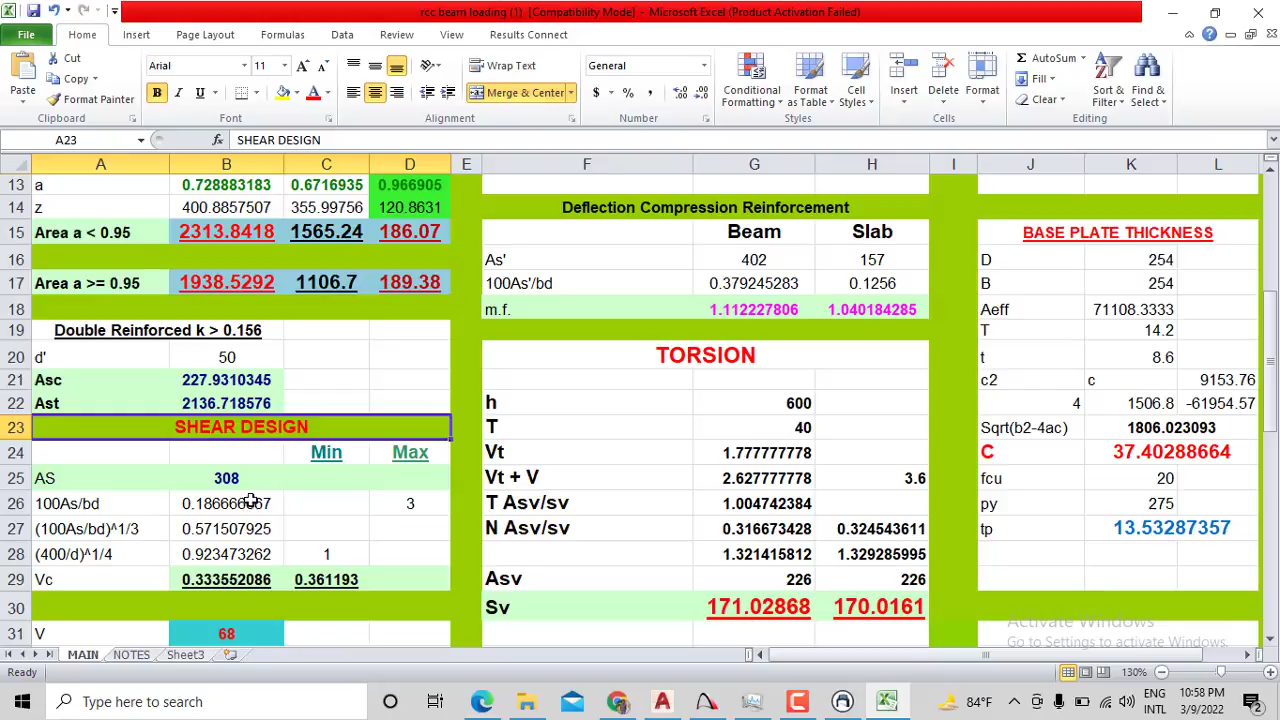 rcc beam loading (1) [Compatibility Mode] - Microsoft Excel (Product Activation Failed)
File Home Insert Page Layout Formulas Data Review View Results Connect
Paste Cut Copy Format Painter
Arial 11 A A
B I U A
Wrap Text
Merge & Center
General
$ % ,
Conditional Formatting Format as Table Cell Styles
Insert Delete Format
Σ AutoSum Fill Clear
Sort & Filter Find & Select
Clipboard Font Alignment Number Styles Cells Editing
A23 fx SHEAR DESIGN
A B C D E F G H I J K L
13 a 0.728883183 0.6716935 0.966905
14 z 400.8857507 355.99756 120.8631 Deflection Compression Reinforcement
15 Area a < 0.95 2313.8418 1565.24 186.07 Beam Slab BASE PLATE THICKNESS
16 As' 402 157 D 254
17 Area a >= 0.95 1938.5292 1106.7 189.38 100As'/bd 0.379245283 0.1256 B 254
18 m.f. 1.112227806 1.040184285 Aeff 71108.3333
19 Double Reinforced k > 0.156 T 14.2
20 d' 50 TORSION t 8.6
21 Asc 227.9310345 c2 c 9153.76
22 Ast 2136.718576 h 600 4 1506.8 -61954.57
23 SHEAR DESIGN T 40 Sqrt(b2-4ac) 1806.023093
24 Min Max Vt 1.777777778 C 37.40288664
25 AS 308 Vt + V 2.627777778 3.6 fcu 20
26 100As/bd 0.186666667 3 T Asv/sv 1.004742384 py 275
27 (100As/bd)^1/3 0.571507925 N Asv/sv 0.316673428 0.324543611 tp 13.53287357
28 (400/d)^1/4 0.923473262 1 1.321415812 1.329285995
29 Vc 0.333552086 0.361193 Asv 226 226
30 Sv 171.02868 170.0161
31 V 68
Activate Windows
Go to Settings to activate Windows.
MAIN NOTES Sheet3
Ready 130%
Type here to search
84°F ENG INTL 10:58 PM 3/9/2022 2